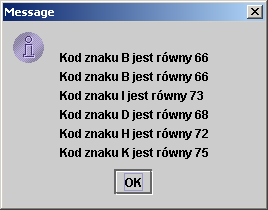 Message
Kod znaku B jest równy 66
Kod znaku B jest równy 66
Kod znaku I jest równy 73
Kod znaku D jest równy 68
Kod znaku H jest równy 72
Kod znaku K jest równy 75
OK